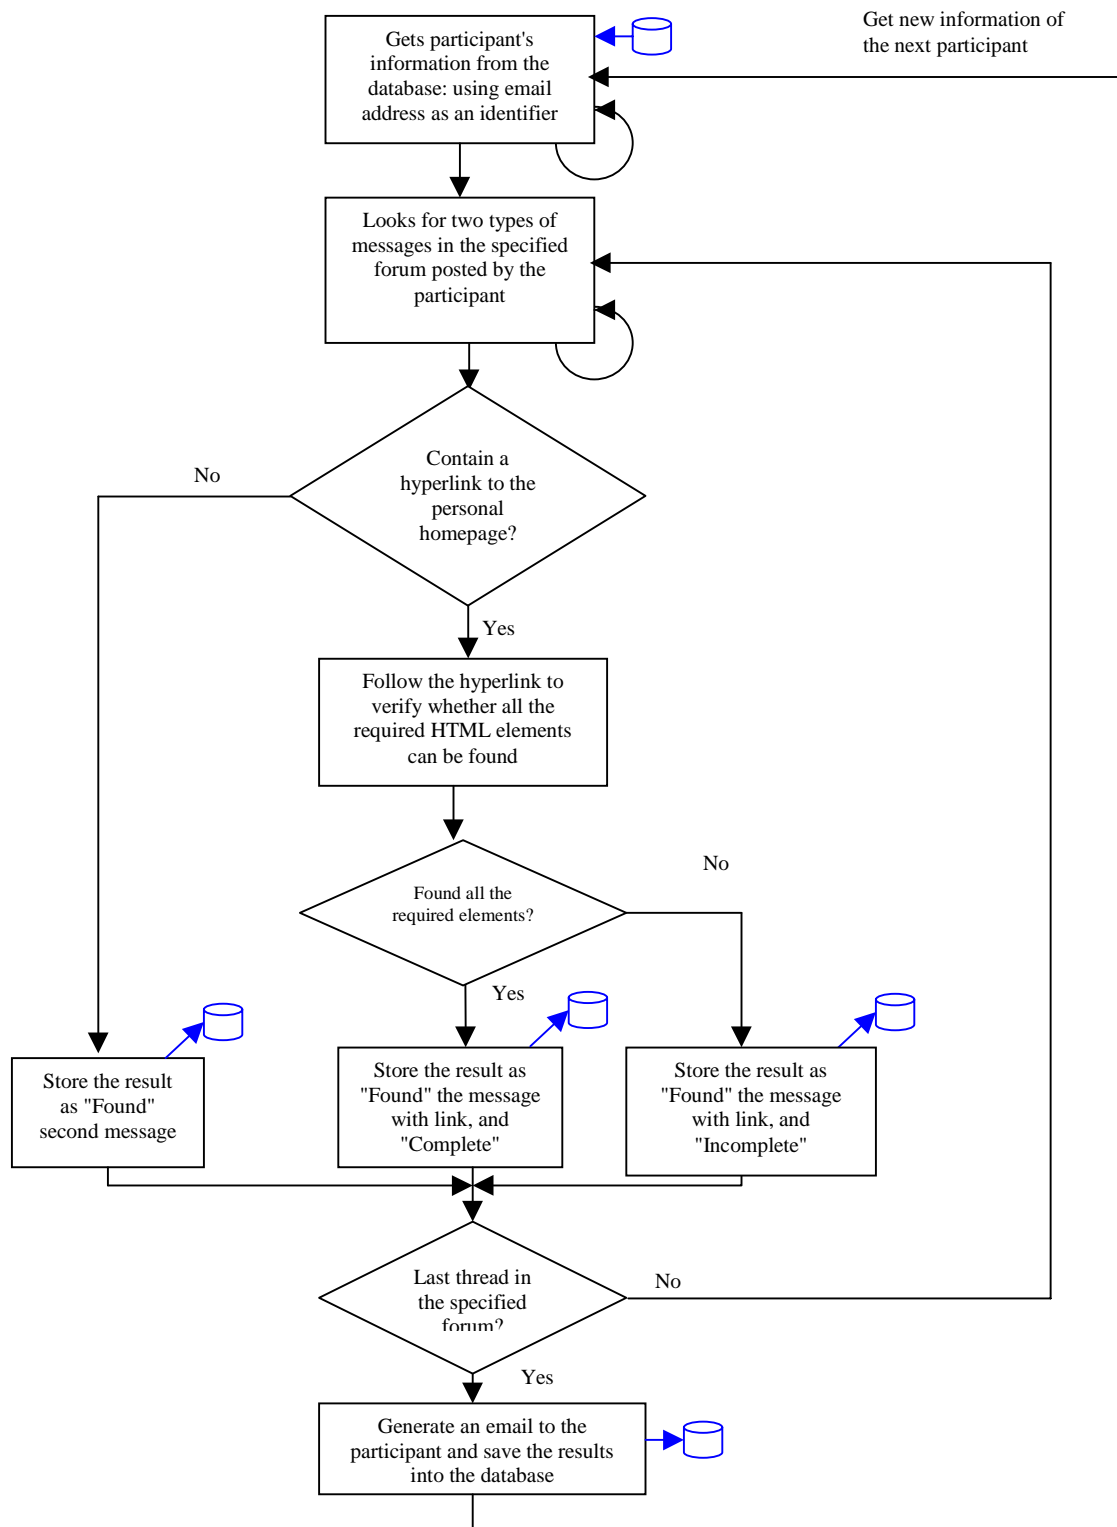 Get new information of
the next participant
Gets participant's
information from the
database: using email
address as an identifier
Looks for two types of
messages in the specified
forum posted by the
participant
Contain a
hyperlink to the
personal
homepage?
No
Yes
Follow the hyperlink to
verify whether all the
required HTML elements
can be found
Found all the
required elements?
No
Yes
Store the result
as "Found"
second message
Store the result as
"Found" the message
with link, and
"Complete"
Store the result as
"Found" the message
with link, and
"Incomplete"
Last thread in
the specified
forum?
No
Yes
Generate an email to the
participant and save the results
into the database